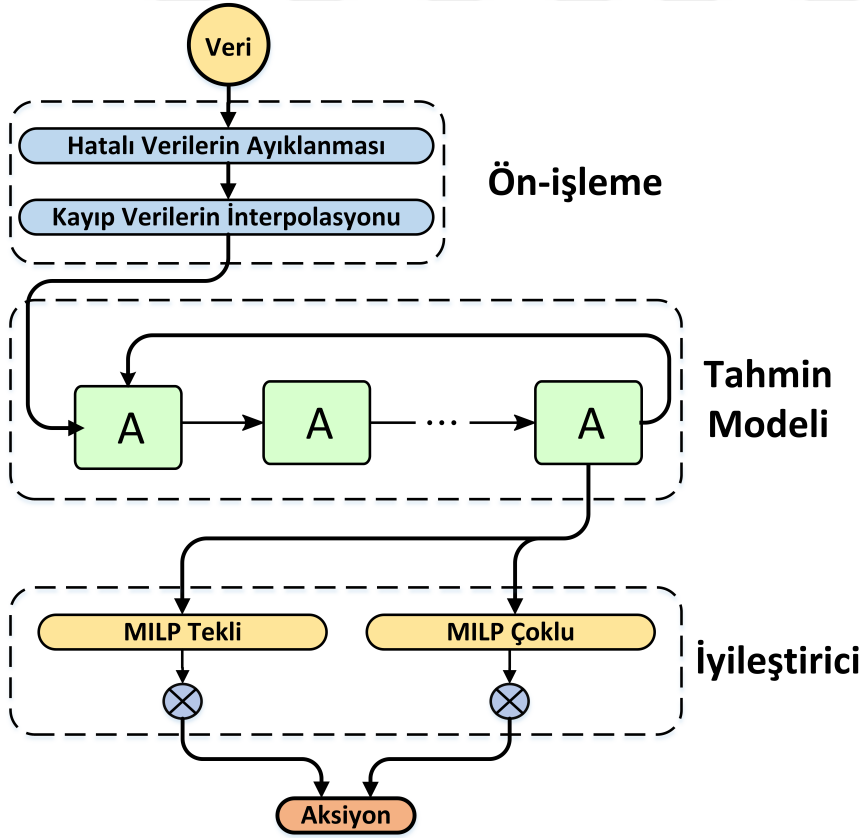 Veri
Hatalı Verilerin Ayıklanması
Kayıp Verilerin İnterpolasyonu
Ön-işleme
A
A
...
A
Tahmin
Modeli
MILP Tekli
MILP Çoklu
İyileştirici
Aksiyon